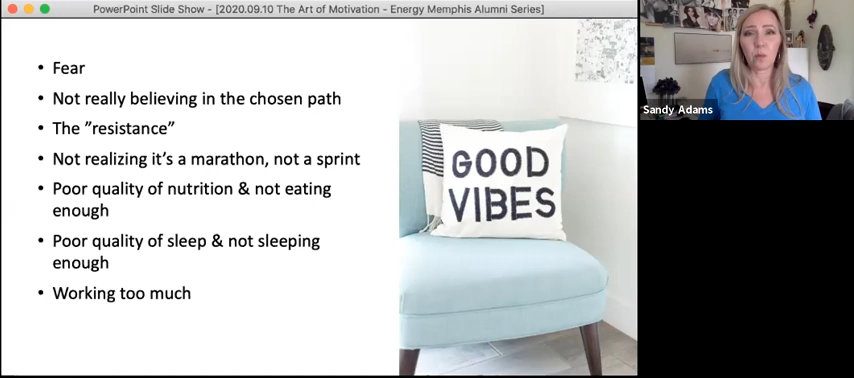 PowerPoint Slide Show - [2020.09.10 The Art of Motivation - Energy Memphis Alumni Series]
• Fear
• Not really believing in the chosen path
• The ”resistance”
• Not realizing it’s a marathon, not a sprint
• Poor quality of nutrition & not eating
enough
• Poor quality of sleep & not sleeping
enough
• Working too much
GOOD
VIBES
Sandy Adams